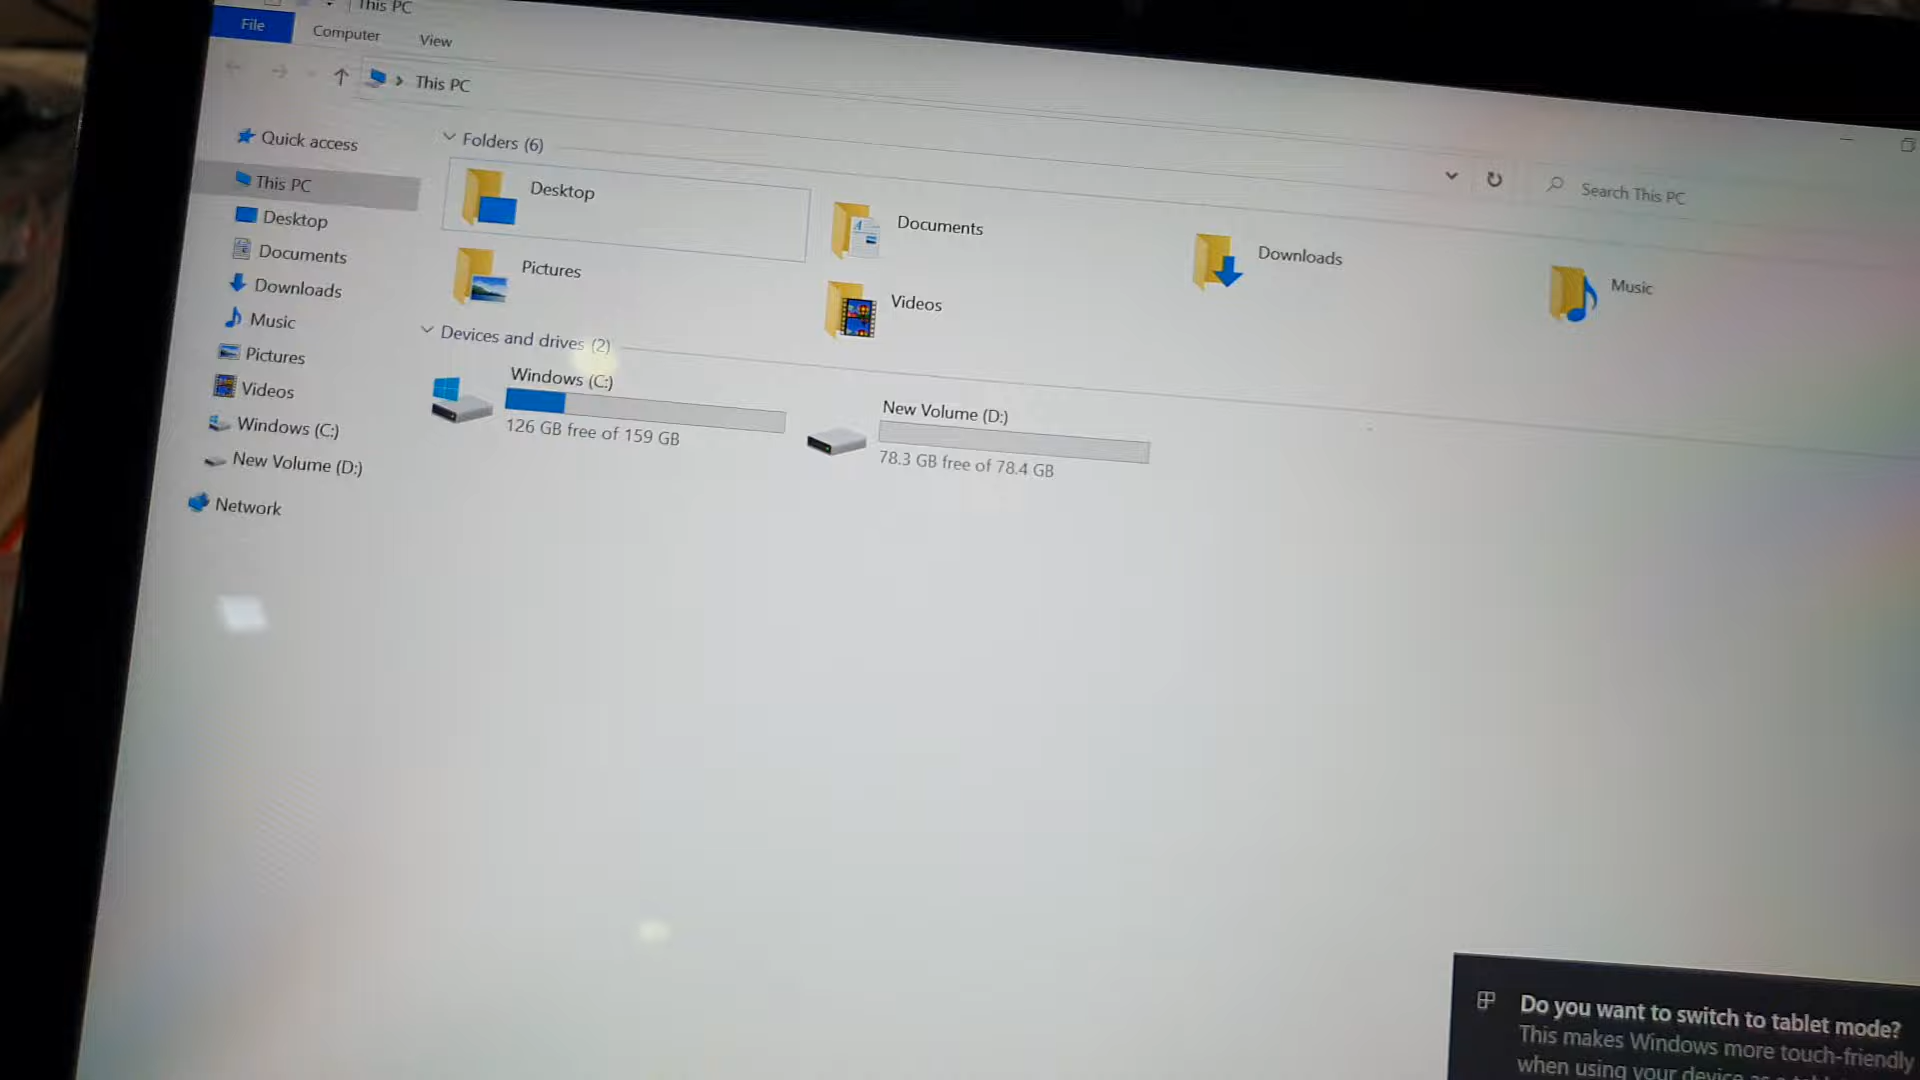 This PC
File
Computer
View
This PC
Search This PC
Quick access
This PC
Desktop
Documents
Downloads
Music
Pictures
Videos
Windows (C:)
New Volume (D:)
Network
Folders (6)
Desktop
Documents
Downloads
Music
Pictures
Videos
Devices and drives (2)
Windows (C:)
126 GB free of 159 GB
New Volume (D:)
78.3 GB free of 78.4 GB
Do you want to switch to tablet mode?
This makes Windows more touch-friendly
when using your device as a